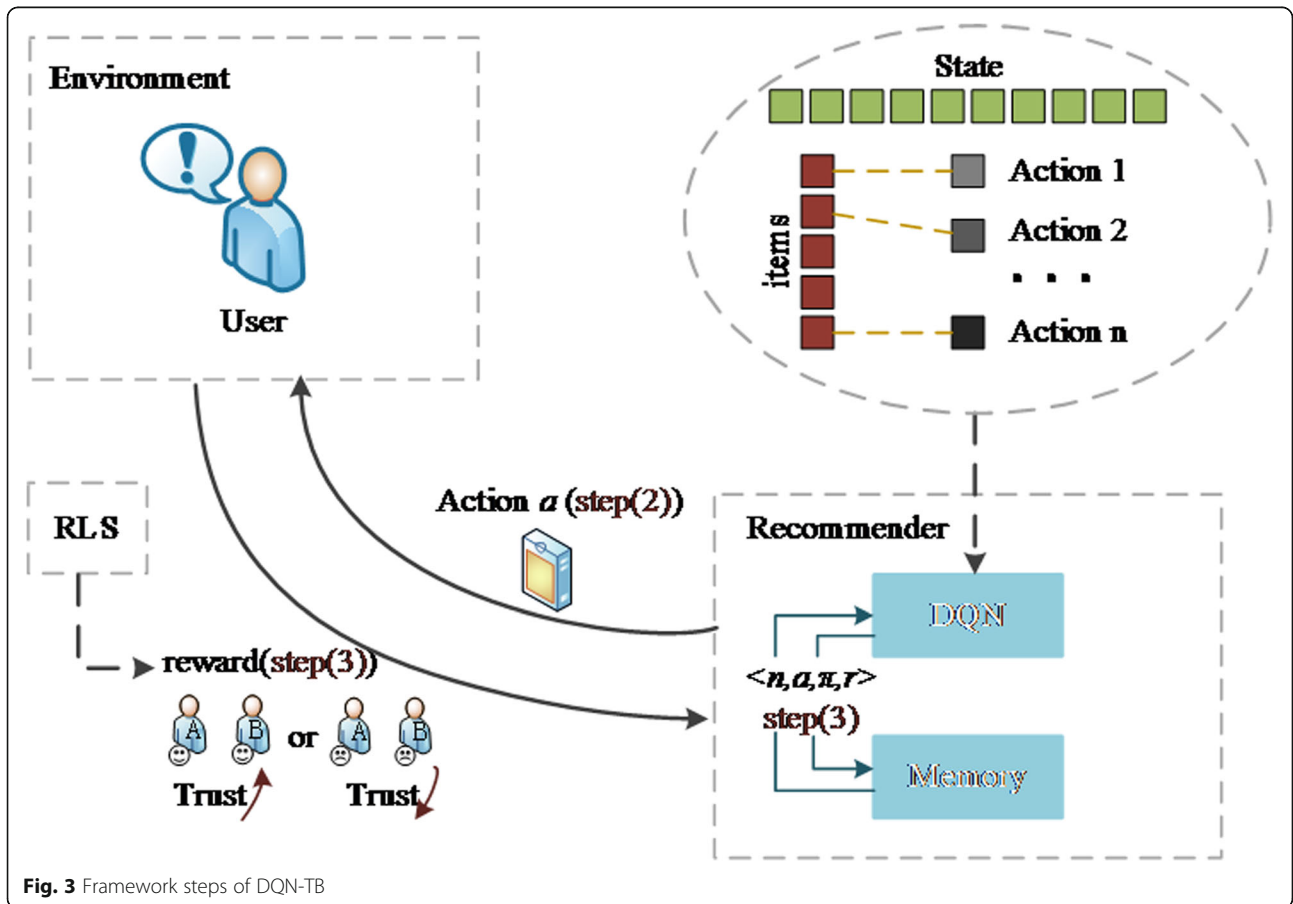 Environment
!
User
State
items
Action 1
Action 2
. . .
Action n
RLS
reward(step(3))
A B or A B
Trust Trust
Action a (step(2))
Recommender
DQN
<n,a,π,r>
step(3)
Memory
Fig. 3 Framework steps of DQN-TB